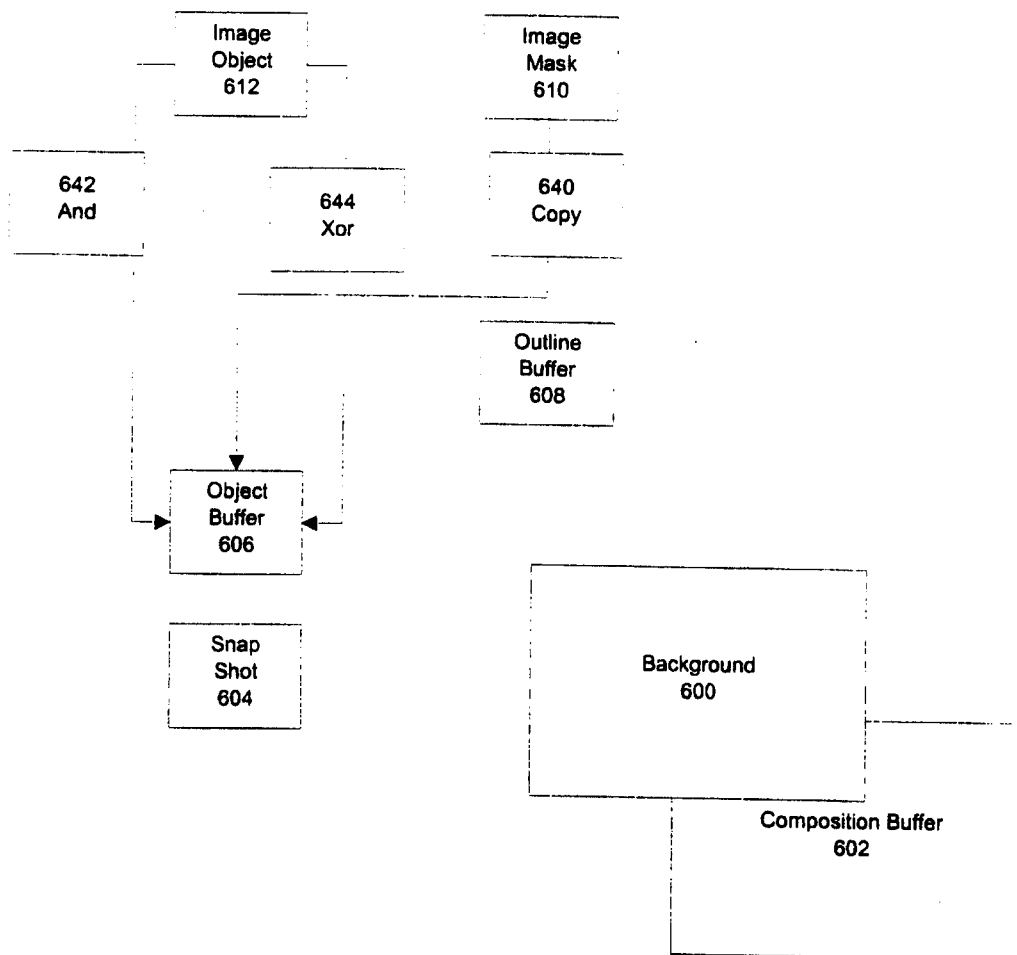 Image
Object
612
Image
Mask
610
642
And
644
Xor
640
Copy
Outline
Buffer
608
Object
Buffer
606
Snap
Shot
604
Background
600
Composition Buffer
602